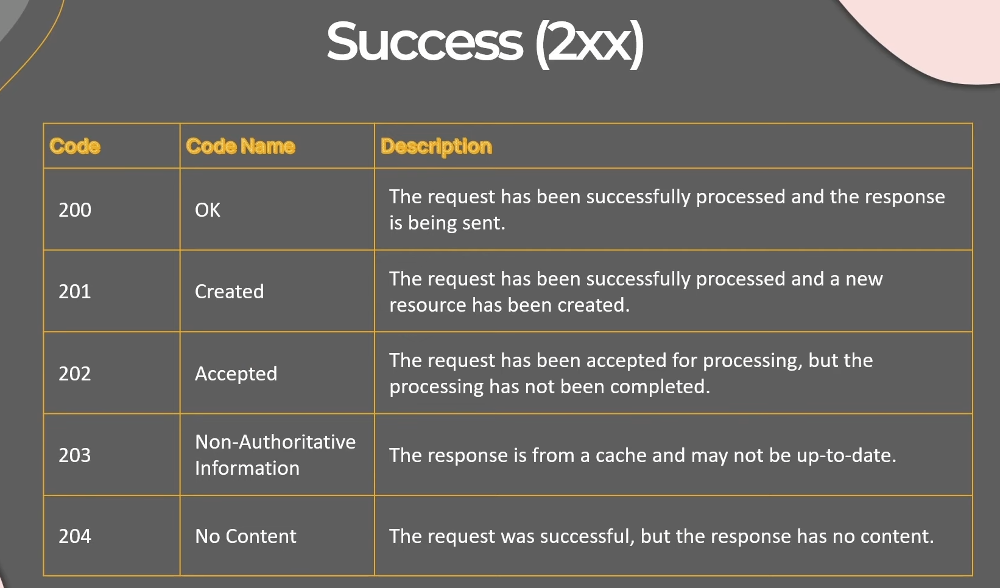 Success (2xx)
Code
Code Name
Description
200
OK
The request has been successfully processed and the response
is being sent.
201
Created
The request has been successfully processed and a new
resource has been created.
202
Accepted
The request has been accepted for processing, but the
processing has not been completed.
203
Non-Authoritative
Information
The response is from a cache and may not be up-to-date.
204
No Content
The request was successful, but the response has no content.